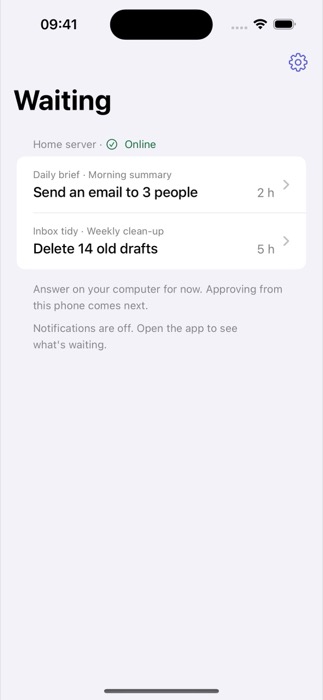 09:41
Waiting
Home server · Online
Daily brief · Morning summary
Send an email to 3 people
2 h
Inbox tidy · Weekly clean-up
Delete 14 old drafts
5 h
Answer on your computer for now. Approving from
this phone comes next.
Notifications are off. Open the app to see
what's waiting.